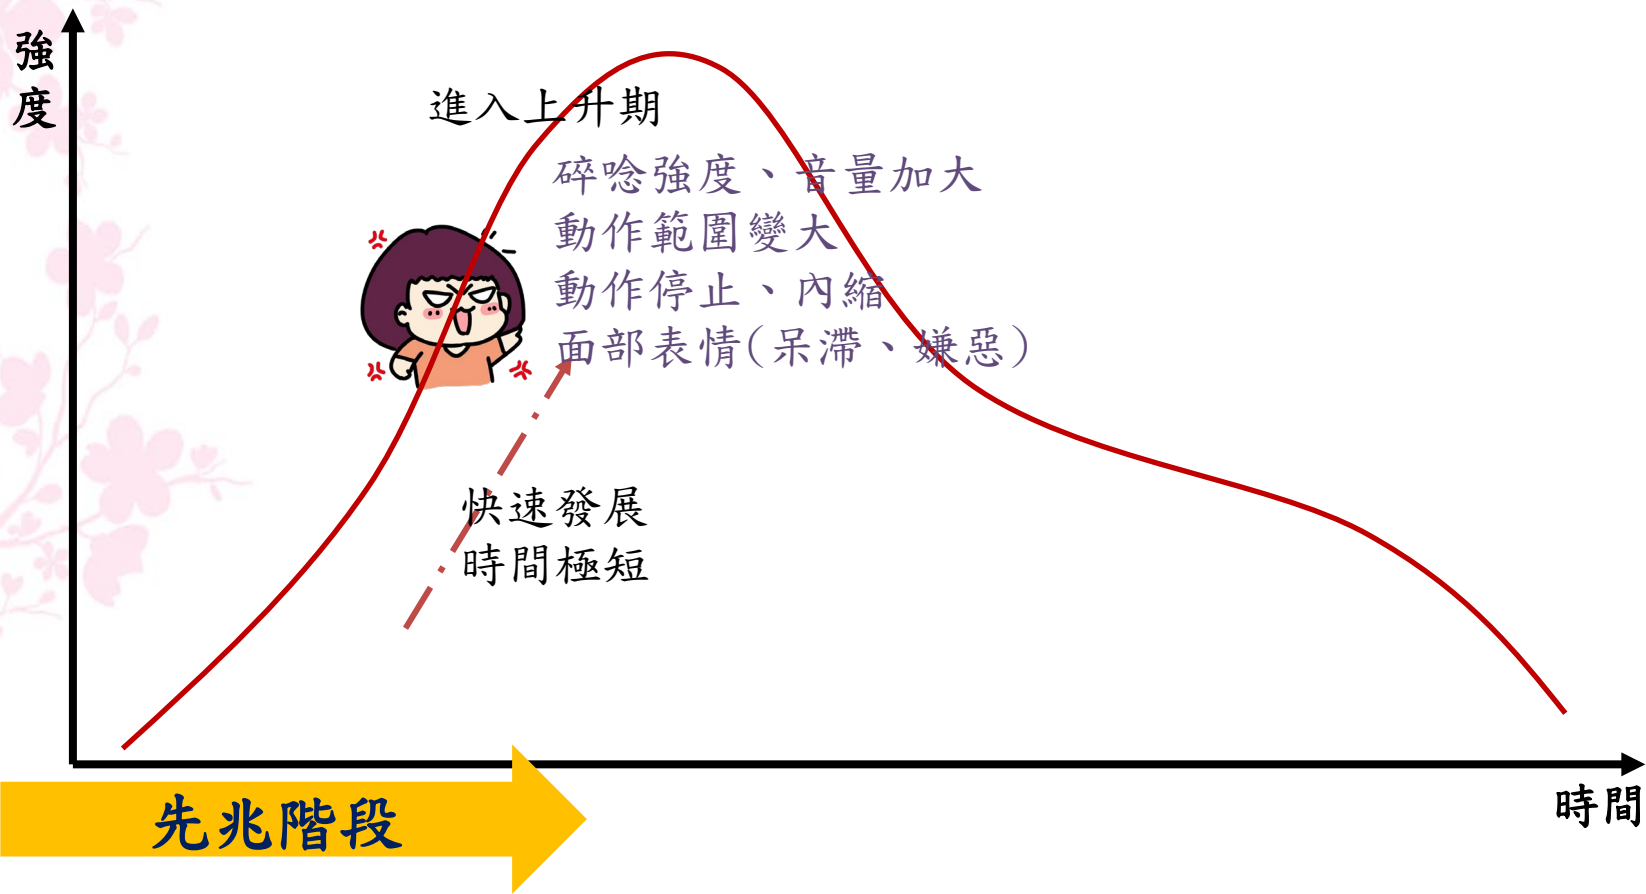 強
度
進入上升期
碎唸強度、音量加大
動作範圍變大
動作停止、內縮
面部表情(呆滯、嫌惡)
快速發展
時間極短
時間
先兆階段